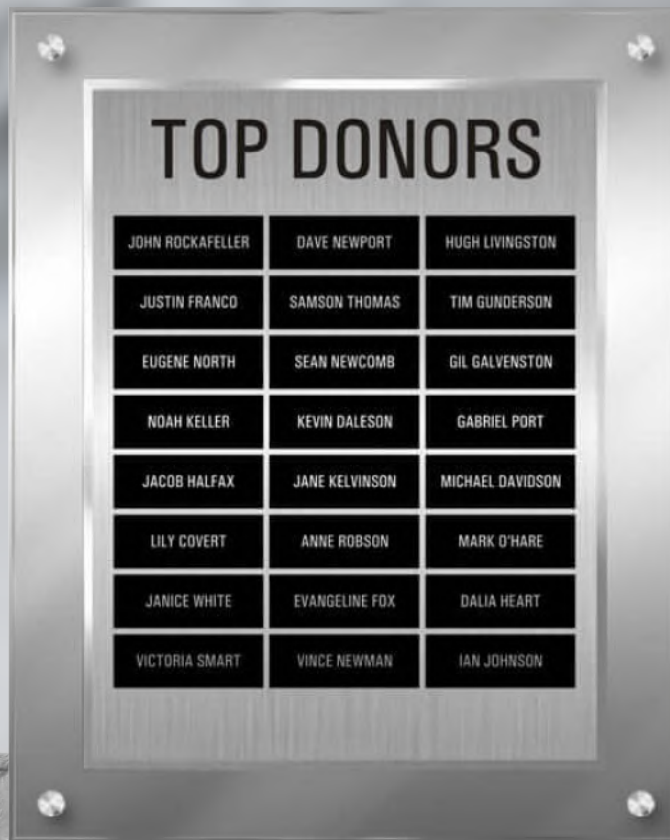 TOP DONORS
JOHN ROCKAFELLER DAVE NEWPORT HUGH LIVINGSTON
JUSTIN FRANCO SAMSON THOMAS TIM GUNDERSON
EUGENE NORTH SEAN NEWCOMB GIL GALVENSTON
NOAH KELLER KEVIN DALESON GABRIEL PORT
JACOB HALFAX JANE KELVINSON MICHAEL DAVIDSON
LILY COVERT ANNE ROBSON MARK O'HARE
JANICE WHITE EVANGELINE FOX DALIA HEART
VICTORIA SMART VINCE NEWMAN IAN JOHNSON